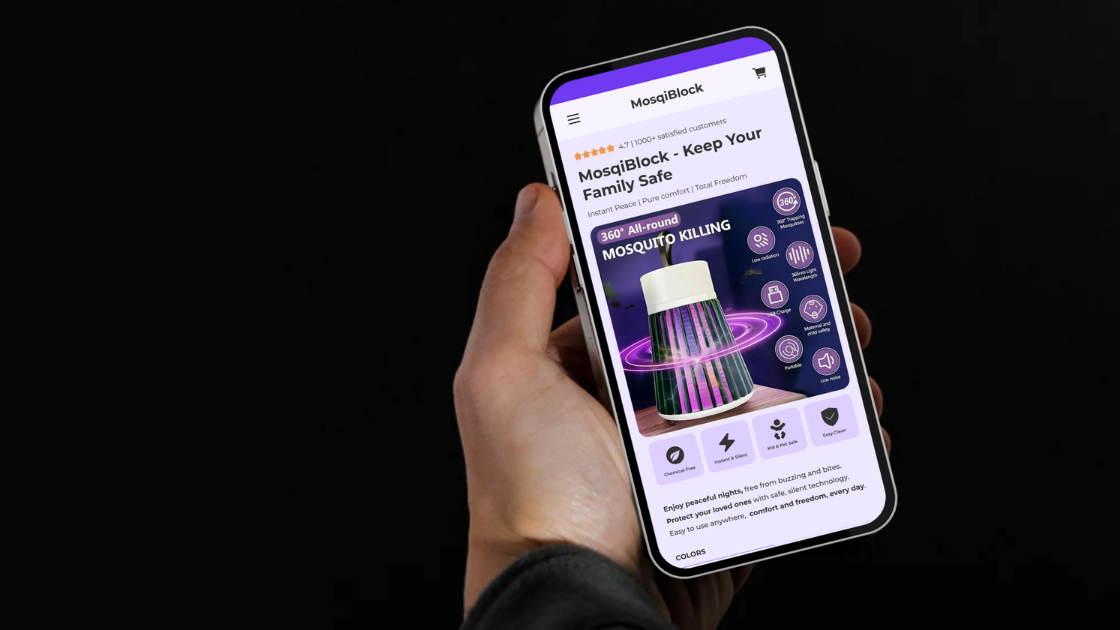 MosqiBlock
4.7 | 1000+ satisfied customers
MosqiBlock - Keep Your
Family Safe
Instant Peace | Pure comfort | Total Freedom
360° All-round
MOSQUITO KILLING
360°
360° Trapping
Mosquitoes
Low radiation
365nm Light
Wavelength
Charge
Maternal and
child safety
Portable
Low noise
Chemical-Free
Instant & Silent
Kid & Pet Safe
Easy Clean
Enjoy peaceful nights, free from buzzing and bites.
Protect your loved ones with safe, silent technology.
Easy to use anywhere, comfort and freedom, every day.
COLORS